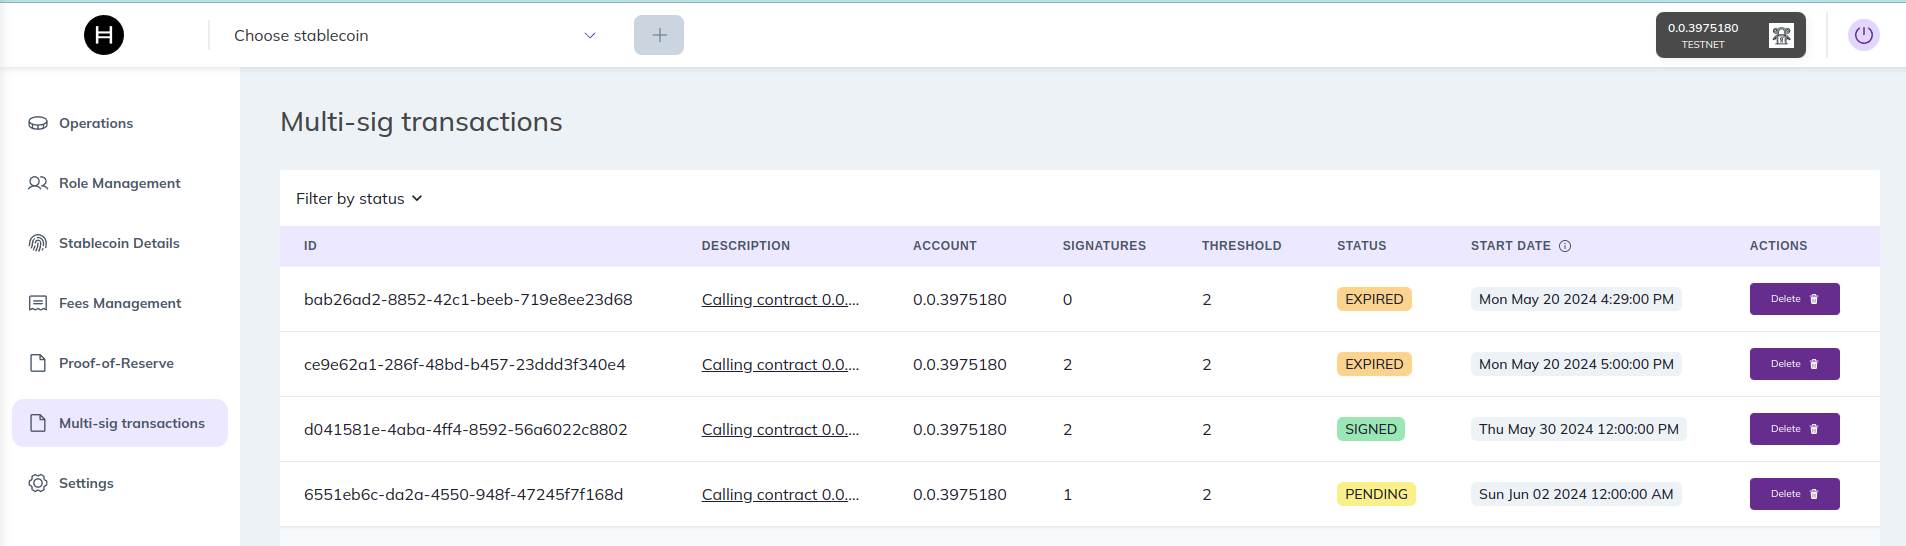 Choose stablecoin
0.0.3975180
TESTNET
Operations
Role Management
Stablecoin Details
Fees Management
Proof-of-Reserve
Multi-sig transactions
Settings
Multi-sig transactions
Filter by status
ID DESCRIPTION ACCOUNT SIGNATURES THRESHOLD STATUS START DATE ACTIONS
bab26ad2-8852-42c1-beeb-719e8ee23d68 Calling contract 0.0.... 0.0.3975180 0 2 EXPIRED Mon May 20 2024 4:29:00 PM Delete
ce9e62a1-286f-48bd-b457-23ddd3f340e4 Calling contract 0.0.... 0.0.3975180 2 2 EXPIRED Mon May 20 2024 5:00:00 PM Delete
d041581e-4aba-4ff4-8592-56a6022c8802 Calling contract 0.0.... 0.0.3975180 2 2 SIGNED Thu May 30 2024 12:00:00 PM Delete
6551eb6c-da2a-4550-948f-47245f7f168d Calling contract 0.0.... 0.0.3975180 1 2 PENDING Sun Jun 02 2024 12:00:00 AM Delete